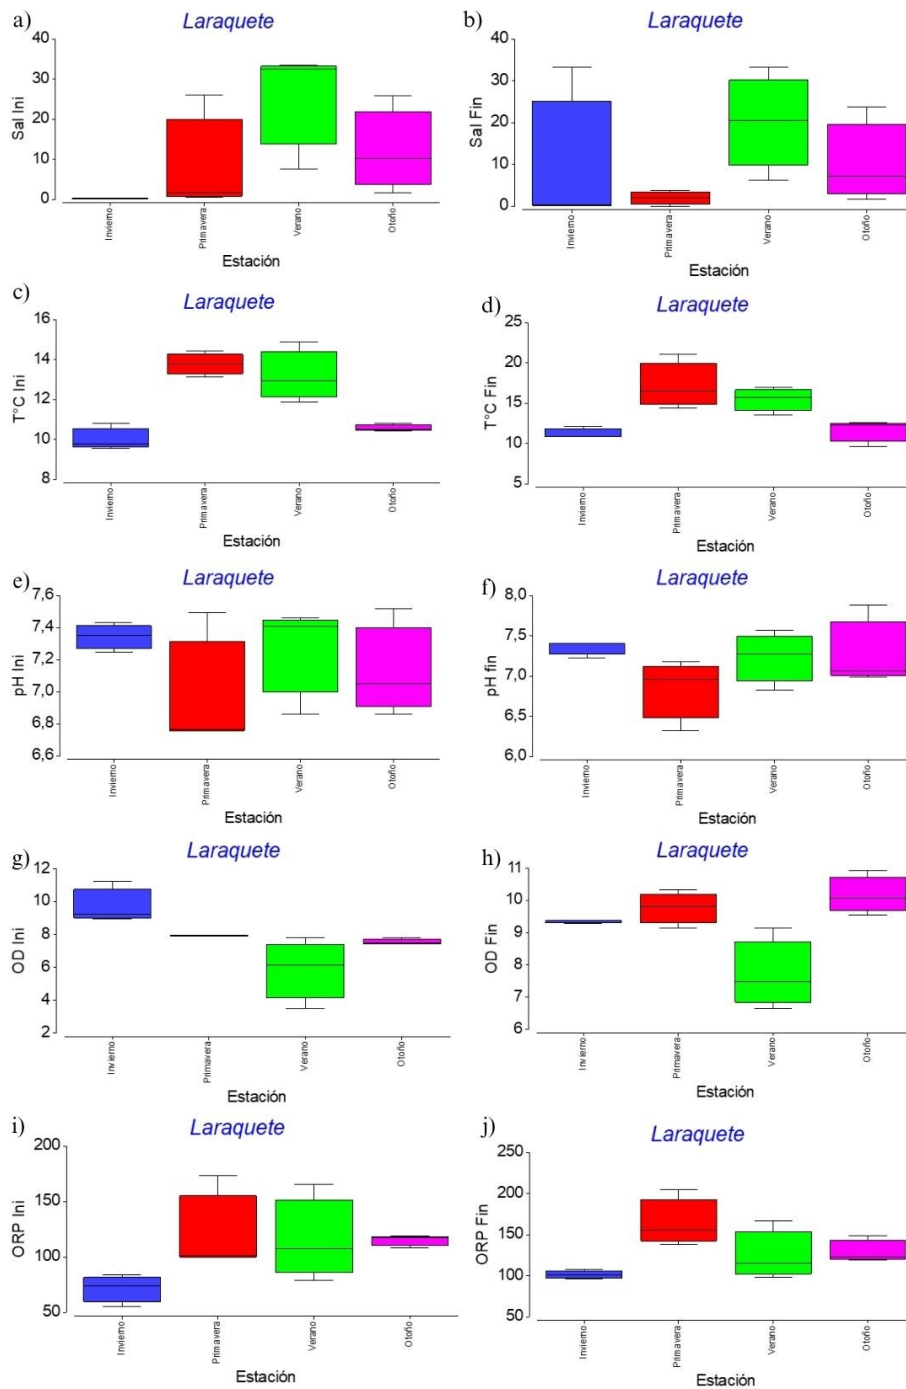 a)
Laraquete
40
30
20
10
0
Sal Ini
Invierno
Primavera
Verano
Otoño
Estación
b)
Laraquete
40
30
20
10
0
Sal Fin
Invierno
Primavera
Verano
Otoño
Estación
c)
Laraquete
16
14
12
10
8
T°C Ini
Invierno
Primavera
Verano
Otoño
Estación
d)
Laraquete
25
20
15
10
5
T°C Fin
Invierno
Primavera
Verano
Otoño
Estación
e)
Laraquete
7,6
7,4
7,2
7,0
6,8
6,6
pH Ini
Invierno
Primavera
Verano
Otoño
Estación
f)
Laraquete
8,0
7,5
7,0
6,5
6,0
pH fin
Invierno
Primavera
Verano
Otoño
Estación
g)
Laraquete
12
10
8
6
4
2
OD Ini
Invierno
Primavera
Verano
Otoño
Estación
h)
Laraquete
11
10
9
8
7
6
OD Fin
Invierno
Primavera
Verano
Otoño
Estación
i)
Laraquete
200
150
100
50
ORP Ini
Invierno
Primavera
Verano
Otoño
Estación
j)
Laraquete
250
200
150
100
50
ORP Fin
Invierno
Primavera
Verano
Otoño
Estación